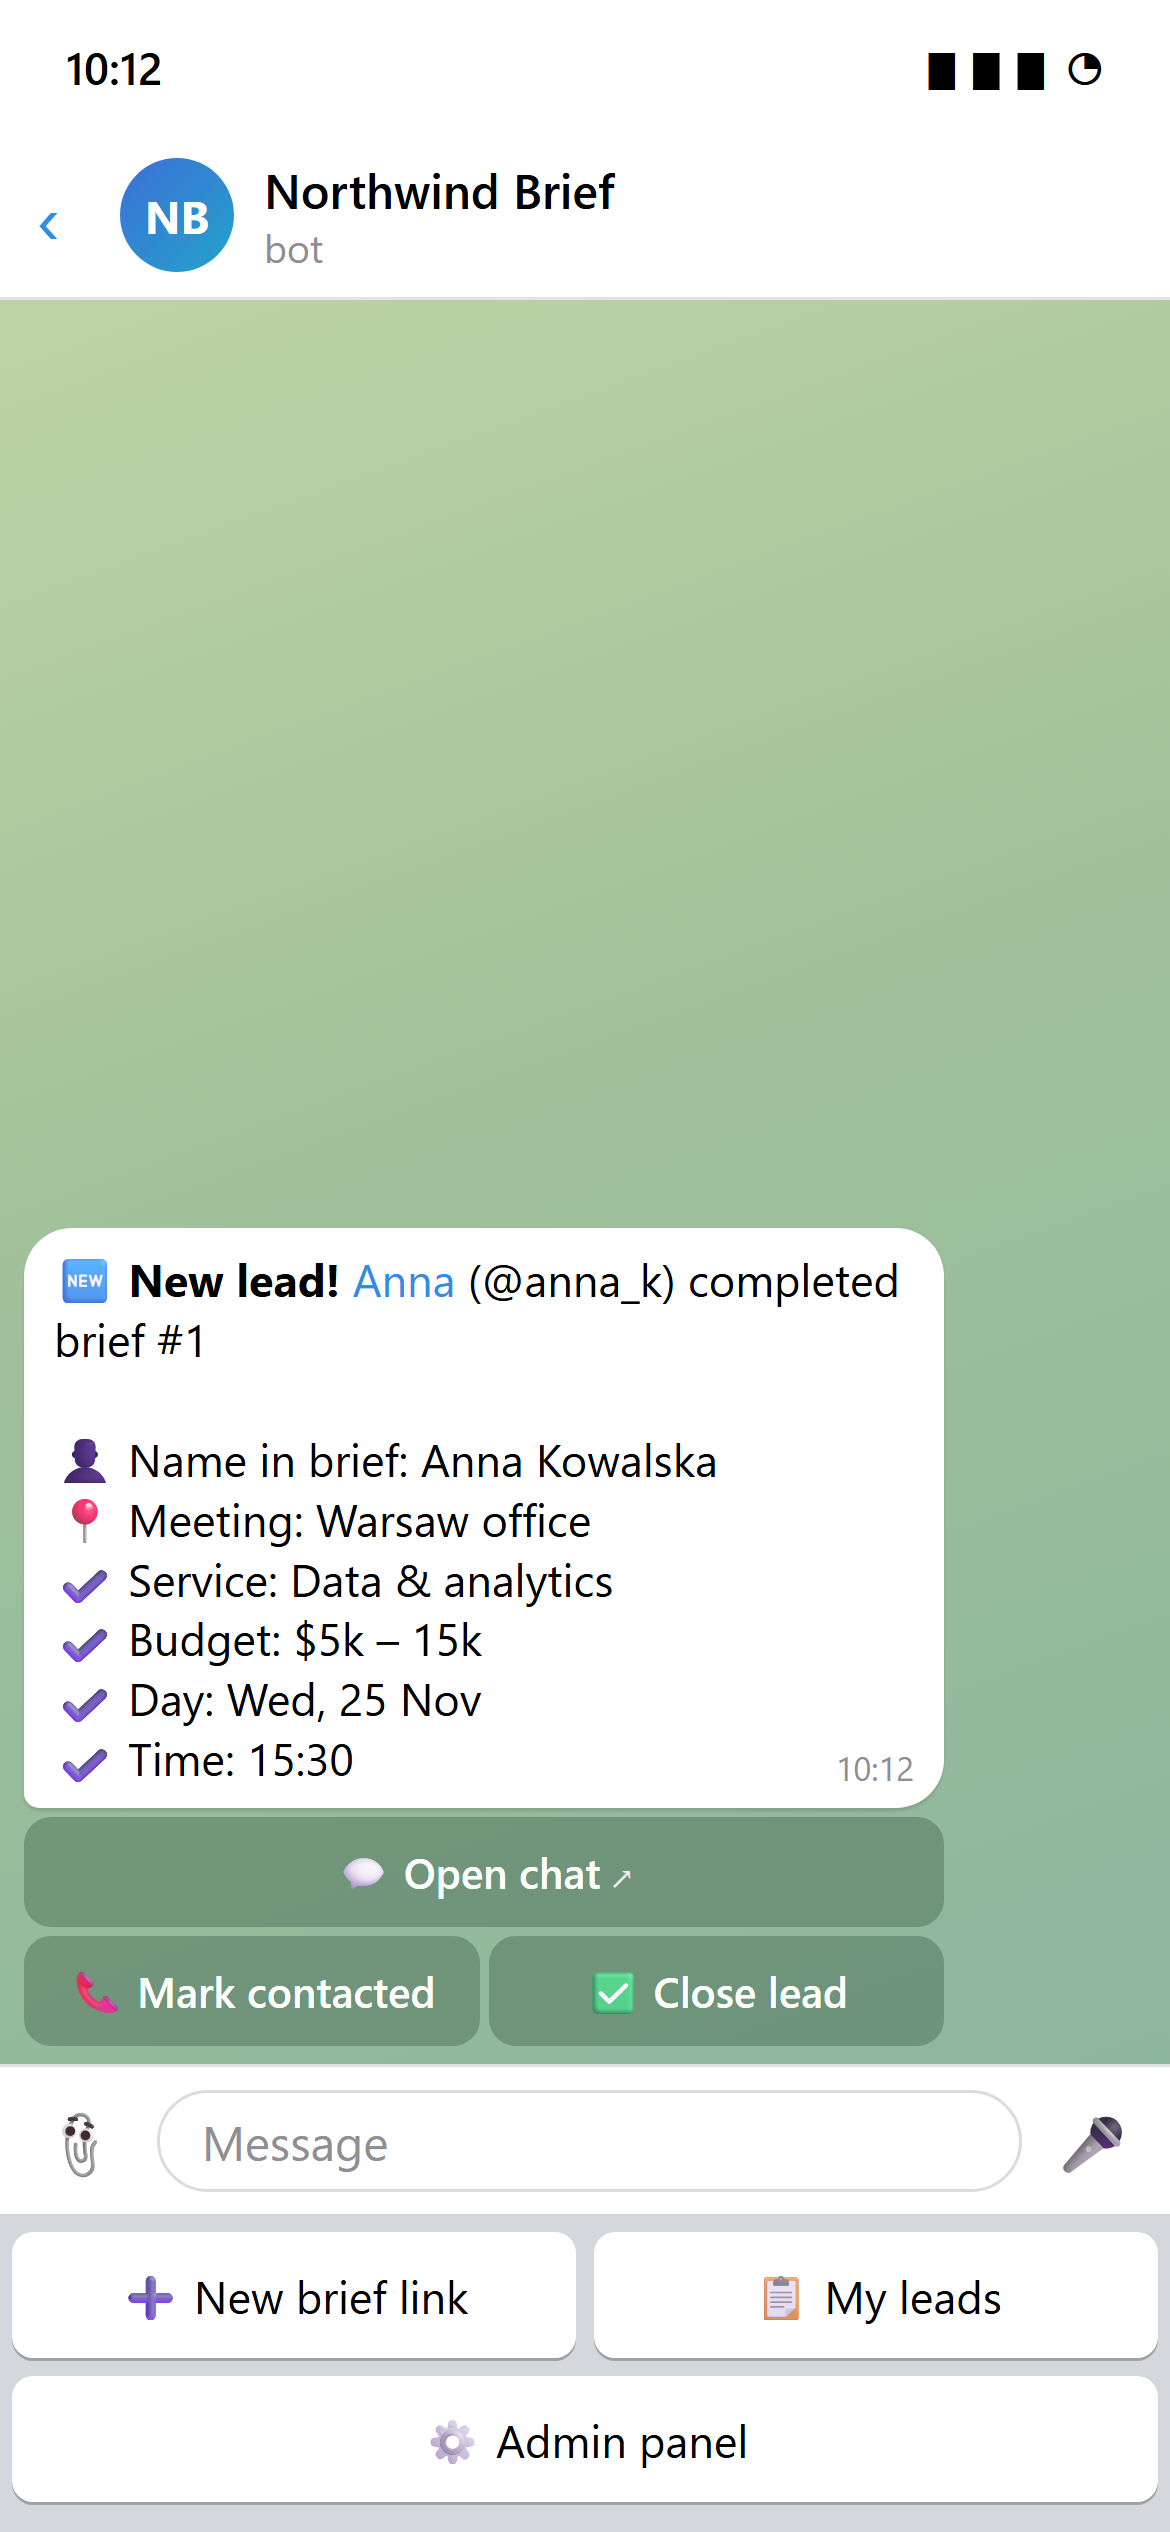 10:12
NB
Northwind Brief
bot
NEW New lead! Anna (@anna_k) completed
brief #1
Name in brief: Anna Kowalska
Meeting: Warsaw office
Service: Data & analytics
Budget: $5k – 15k
Day: Wed, 25 Nov
Time: 15:30
10:12
Open chat ↗
Mark contacted
Close lead
Message
New brief link
My leads
Admin panel